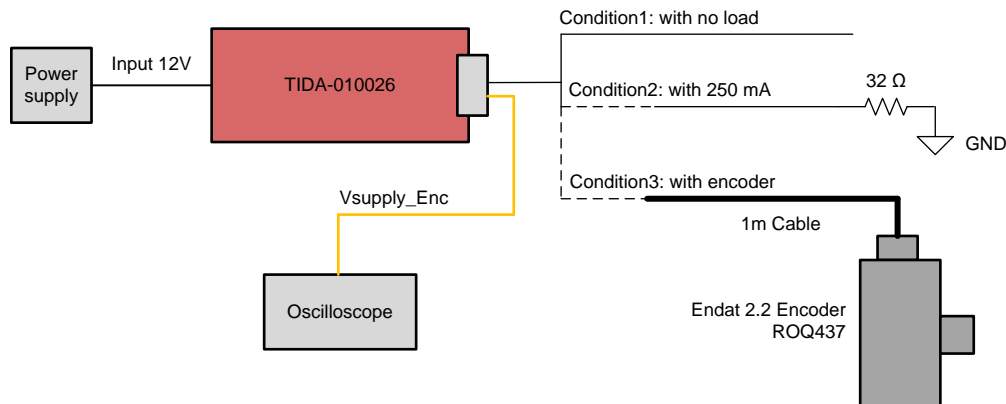 Condition1: with no load
Power
supply
Input 12V
TIDA-010026
Condition2: with 250 mA
32 Ω
GND
Condition3: with encoder
Vsupply_Enc
1m Cable
Oscilloscope
Endat 2.2 Encoder
ROQ437